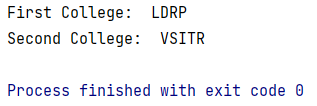 First College:  LDRP
Second College:  VSITR
Process finished with exit code 0